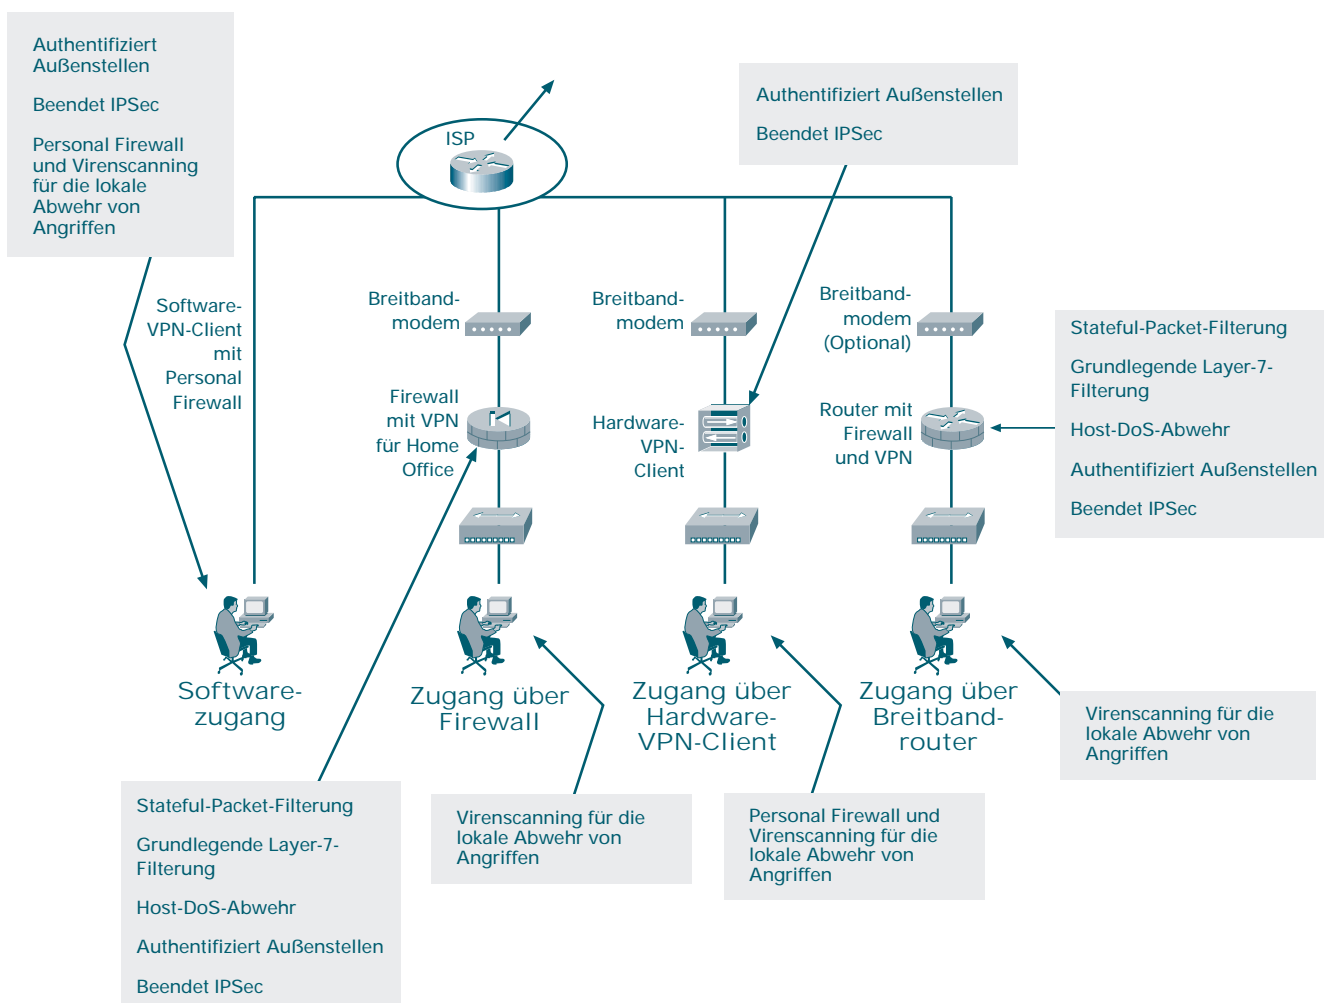 Authentifiziert
Außenstellen
Beendet IPSec
Personal Firewall
und Virenscanning
für die lokale
Abwehr von
Angriffen
ISP
Authentifiziert Außenstellen
Beendet IPSec
Software-
VPN-Client
mit
Personal
Firewall
Breitband-
modem
Breitband-
modem
Breitband-
modem
(Optional)
Firewall
mit VPN
für Home
Office
Hardware-
VPN-
Client
Router mit
Firewall
und VPN
Stateful-Packet-Filterung
Grundlegende Layer-7-
Filterung
Host-DoS-Abwehr
Authentifiziert Außenstellen
Beendet IPSec
Software-
zugang
Zugang über
Firewall
Zugang über
Hardware-
VPN-Client
Zugang über
Breitband-
router
Virenscanning für die
lokale Abwehr von
Angriffen
Stateful-Packet-Filterung
Grundlegende Layer-7-
Filterung
Host-DoS-Abwehr
Authentifiziert Außenstellen
Beendet IPSec
Virenscanning für die
lokale Abwehr von
Angriffen
Personal Firewall und
Virenscanning für die
lokale Abwehr von
Angriffen